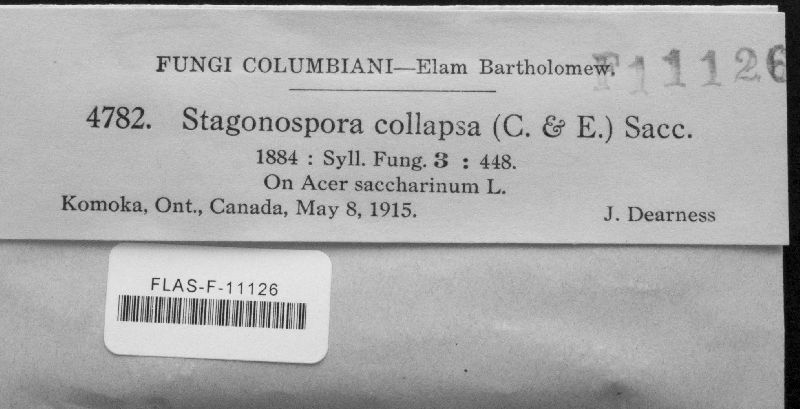 FUNGI COLUMBIANI—Elam Bartholomew.
F11126
4782. Stagonospora collapsa (C. & E.) Sacc.
1884 : Syll. Fung. 3 : 448.
On Acer saccharinum L.
Komoka, Ont., Canada, May 8, 1915. J. Dearness
FLAS-F-11126